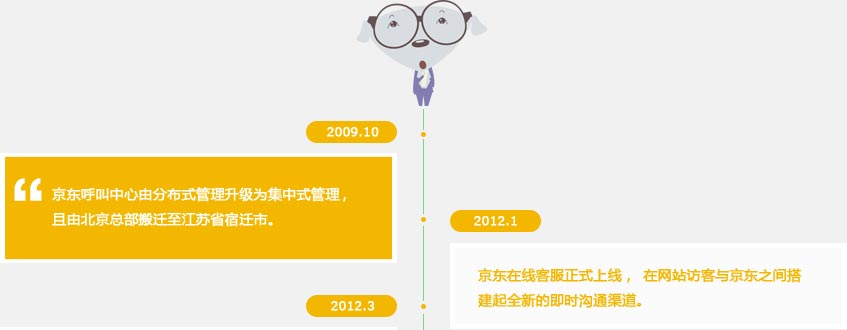 2009.10
京东呼叫中心由分布式管理升级为集中式管理，
且由北京总部搬迁至江苏省宿迁市。
2012.1
京东在线客服正式上线， 在网站访客与京东之间搭
建起全新的即时沟通渠道。
2012.3